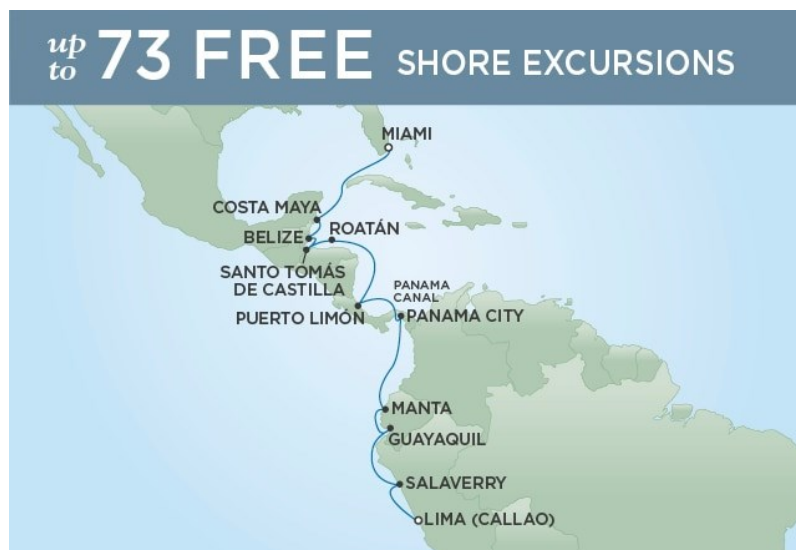 up to 73 FREE SHORE EXCURSIONS
MIAMI
COSTA MAYA
BELIZE
ROATÁN
SANTO TOMÁS
DE CASTILLA
PUERTO LIMÓN
PANAMA
CANAL
PANAMA CITY
MANTA
GUAYAQUIL
SALAVERRY
LIMA (CALLAO)